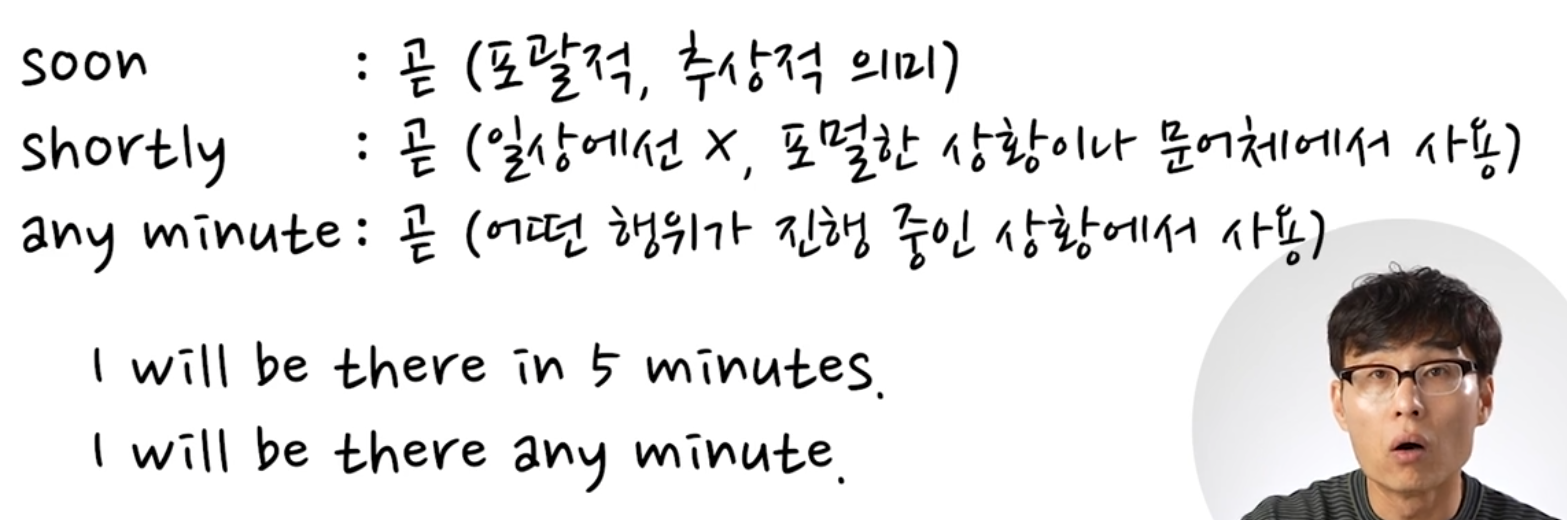 soon : 곧 (포괄적, 추상적 의미)
shortly : 곧 (일상에선 X, 포멀한 상황이나 문어체에서 사용)
any minute : 곧 (어떤 행위가 진행 중인 상황에서 사용)
I will be there in 5 minutes.
I will be there any minute.